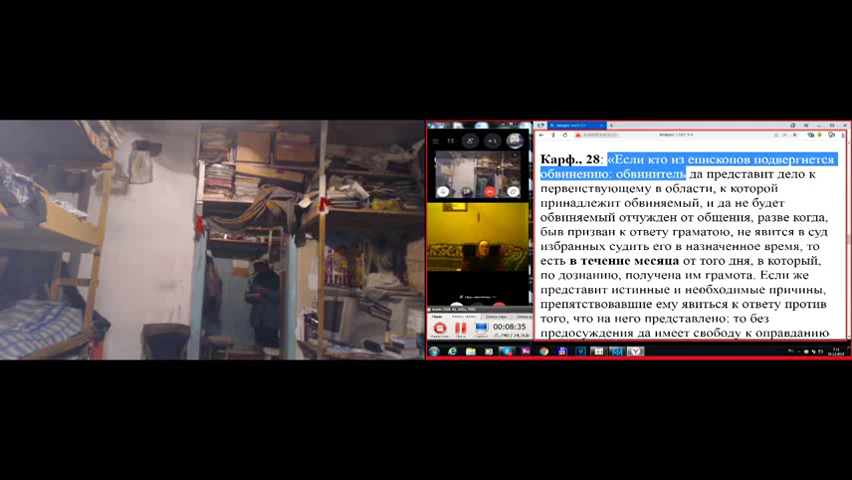 Карф., 28: «Если кто из епископов подвергнется
обвинению: обвинитель да представит дело к
первенствующему в области, к которой
принадлежит обвиняемый, и да не будет
обвиняемый отчужден от общения, разве когда,
быв призван к ответу граматою, не явится в суд
избранных судить его в назначенное время, то
есть в течение месяца от того дня, в который,
по дознанию, получена им грамота. Если же
представит истинные и необходимые причины,
препятствовавшие ему явиться к ответу против
того, что на него представлено: то без
предосуждения да имеет свободу к оправданию
00:08:35